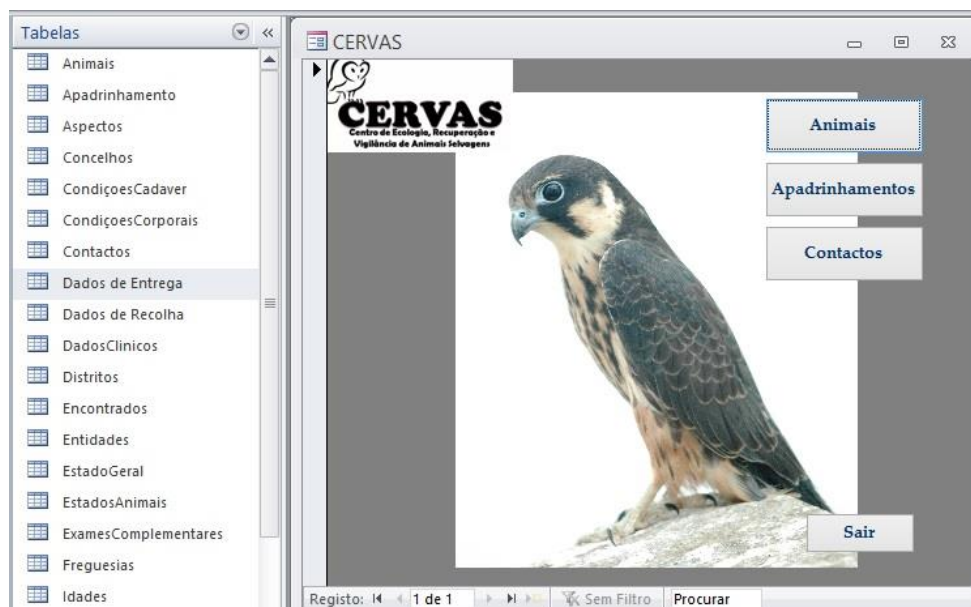 Tabelas
Animais
Apadrinhamento
Aspectos
Concelhos
CondiçoesCadaver
CondiçoesCorporais
Contactos
Dados de Entrega
Dados de Recolha
DadosClinicos
Distritos
Encontrados
Entidades
EstadoGeral
EstadosAnimais
ExamesComplementares
Freguesias
Idades
CERVAS
CERVAS
Centro de Ecologia, Recuperação e
Vigilância de Animais Selvagens
Animais
Apadrinhamentos
Contactos
Sair
Registo: 1 de 1 Sem Filtro Procurar